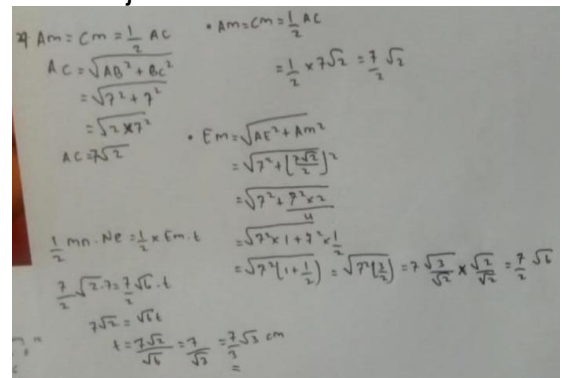 Am = Cm = 1/2 AC
AC = √AB² + BC²
= √7² + 7²
= √2×7²
AC = 7√2
• Am = Cm = 1/2 AC
= 1/2 × 7√2 = 7/2 √2
• Em = √AE² + Am²
= √7² + [7√2/2]²
= √7² + 7² × 2/4
= √7² × 1 + 7² × 1/2
= √7²(1 + 1/2) = √7²(3/2) = 7 √3/√2 × √2/√2 = 7/2 √6
1/2 mn · Ne = 1/2 × Em · t
7/2 √2 · 7 = 7/2 √6 · t
7√2 = √6 t
t = 7√2/√6 = 7/√3 = 7/3 √3 cm